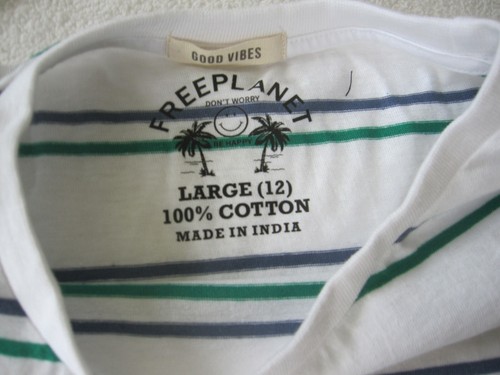 GOOD VIBES
FREEPLANET
DON'T WORRY
BE HAPPY
LARGE (12)
100% COTTON
MADE IN INDIA